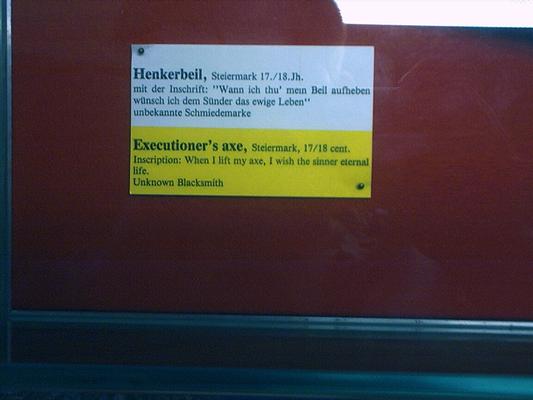 Henkerbeil, Steiermark 17./18.Jh.
mit der Inschrift: "Wann ich thu' mein Beil aufheben
wünsch ich dem Sünder das ewige Leben"
unbekannte Schmiedemarke
Executioner's axe, Steiermark, 17/18 cent.
Inscription: When I lift my axe, I wish the sinner eternal
life.
Unknown Blacksmith